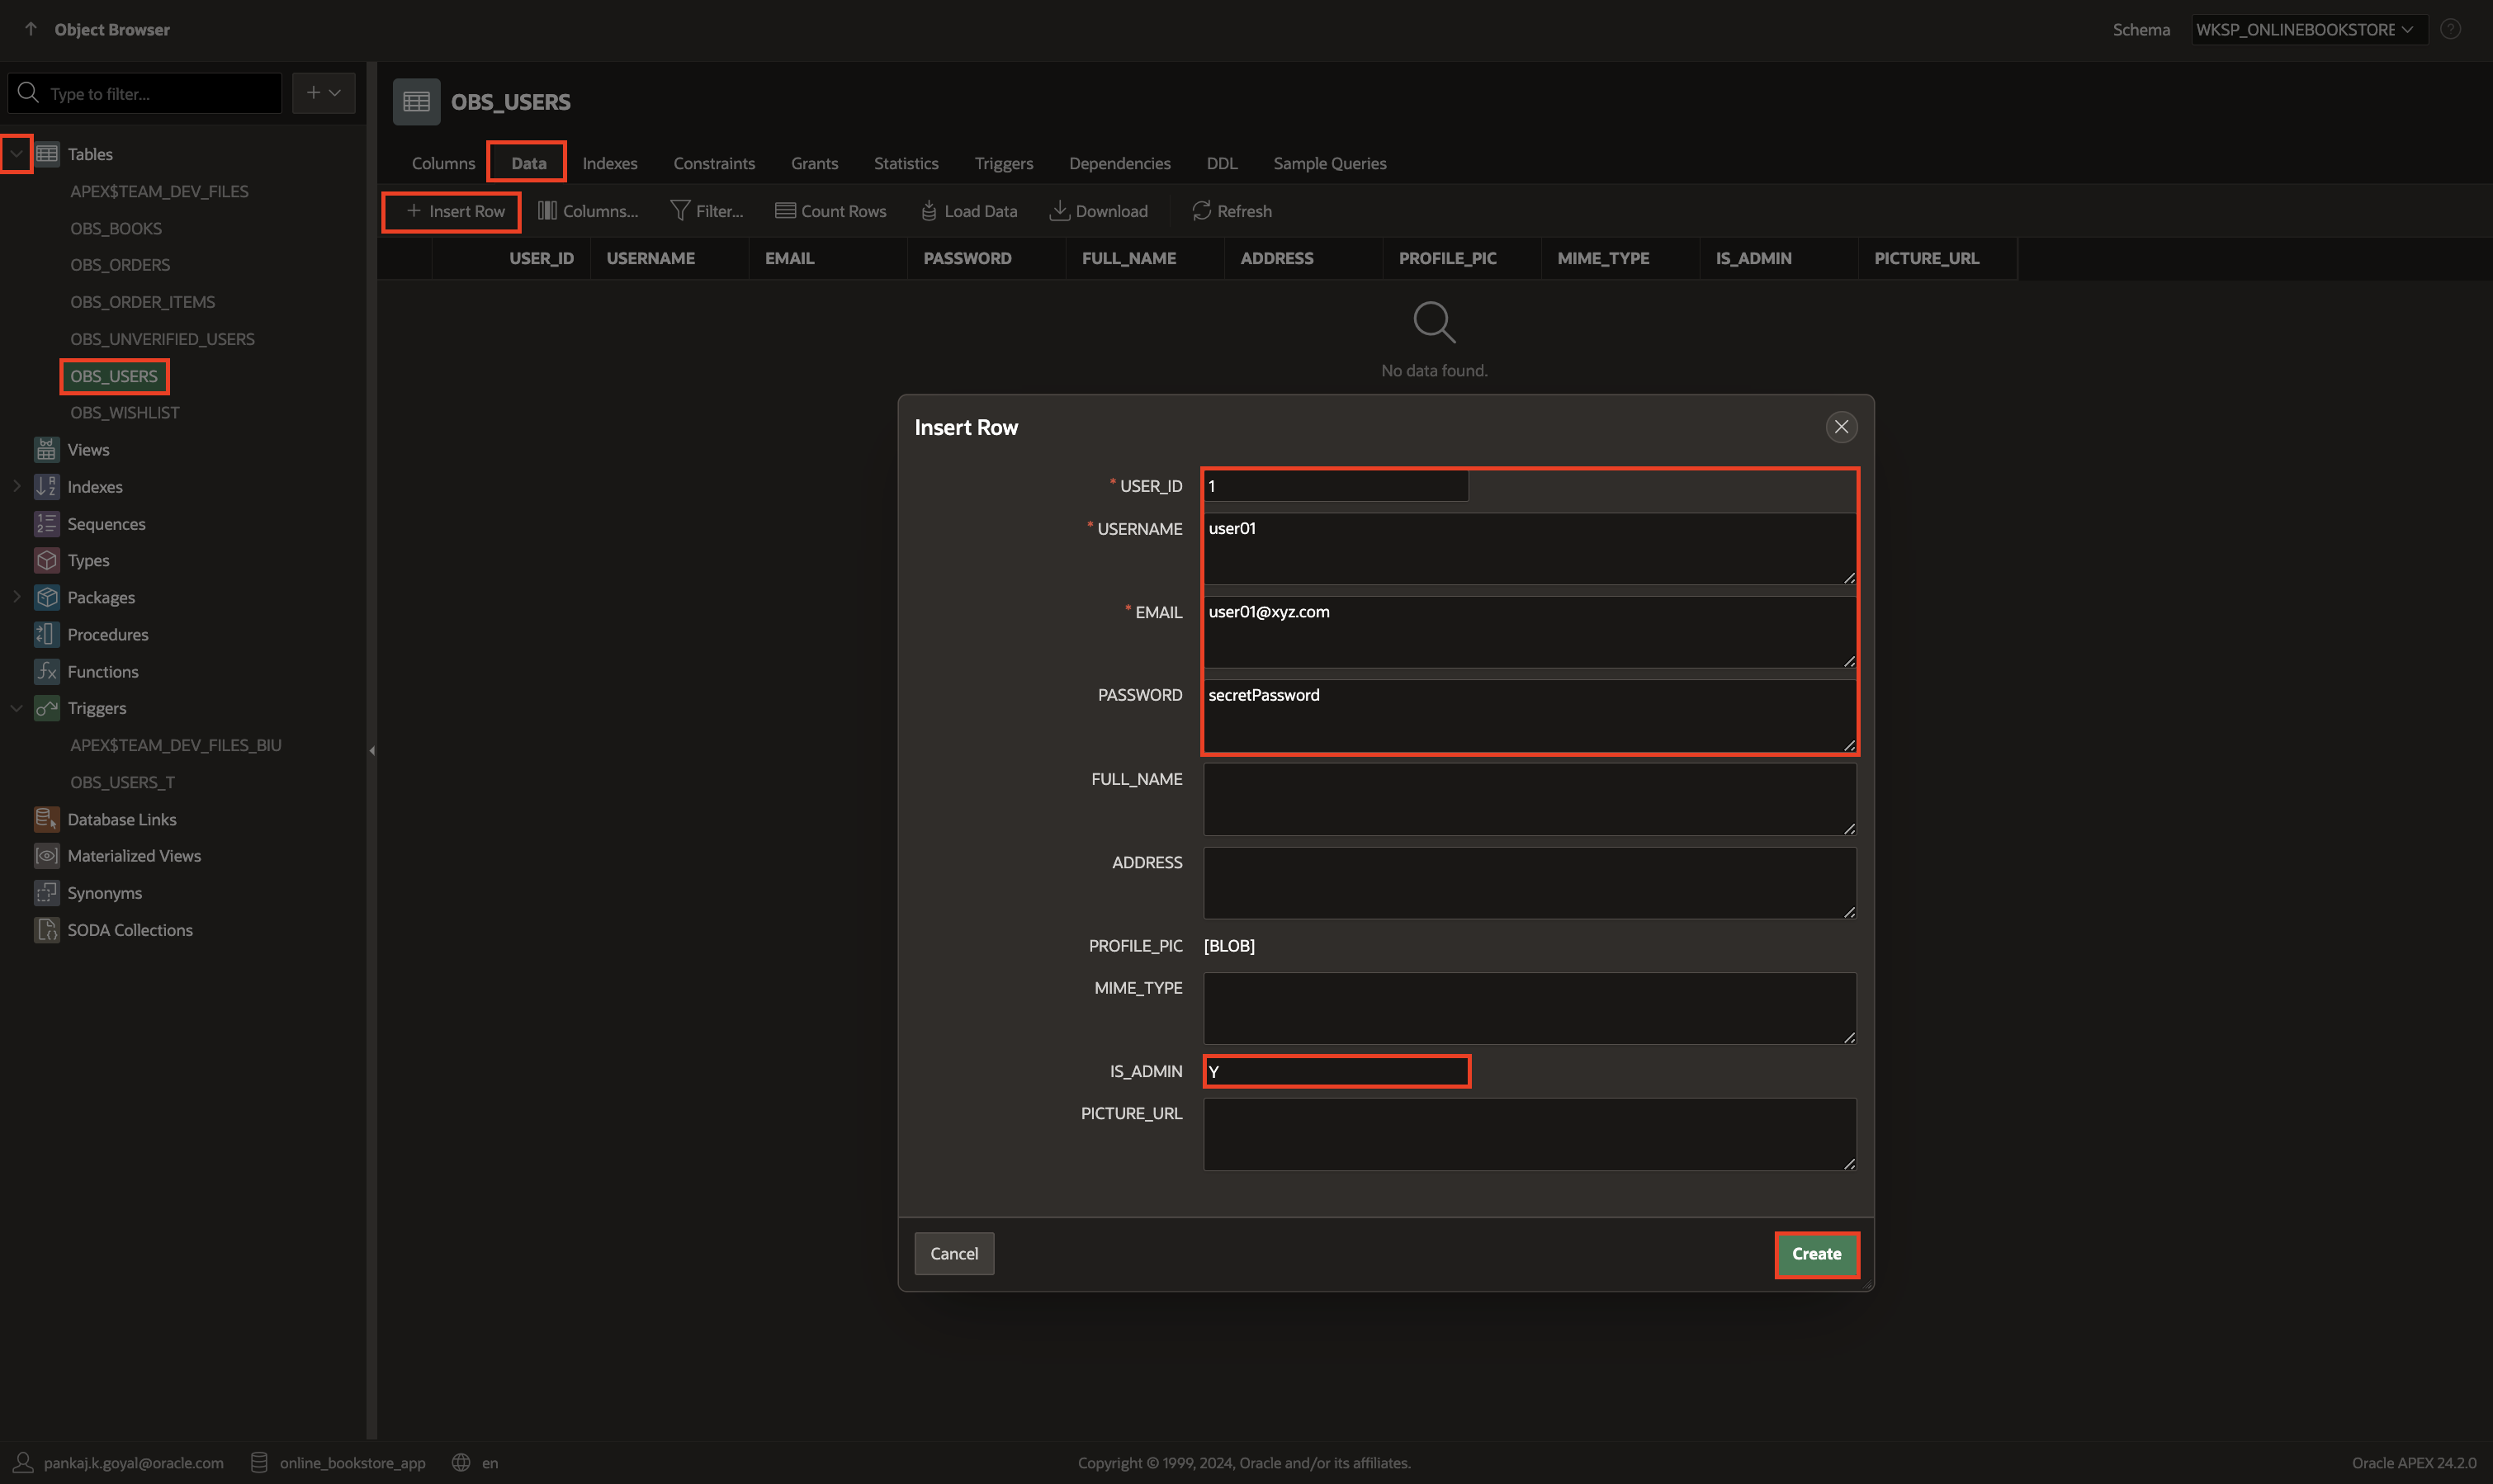 Object Browser
Schema
WKSP_ONLINEBOOKSTORE
?
Type to filter...
Tables
APEX$TEAM_DEV_FILES
OBS_BOOKS
OBS_ORDERS
OBS_ORDER_ITEMS
OBS_UNVERIFIED_USERS
OBS_USERS
OBS_WISHLIST
Views
Indexes
Sequences
Types
Packages
Procedures
Functions
Triggers
APEX$TEAM_DEV_FILES_BIU
OBS_USERS_T
Database Links
Materialized Views
Synonyms
SODA Collections
OBS_USERS
Columns Data Indexes Constraints Grants Statistics Triggers Dependencies DDL Sample Queries
+ Insert Row Columns... Filter... Count Rows Load Data Download Refresh
USER_ID USERNAME EMAIL PASSWORD FULL_NAME ADDRESS PROFILE_PIC MIME_TYPE IS_ADMIN PICTURE_URL
No data found.
Insert Row
* USER_ID 1
* USERNAME user01
* EMAIL user01@xyz.com
PASSWORD secretPassword
FULL_NAME
ADDRESS
PROFILE_PIC [BLOB]
MIME_TYPE
IS_ADMIN Y
PICTURE_URL
Cancel
Create
pankaj.k.goyal@oracle.com online_bookstore_app en
Copyright © 1999, 2024, Oracle and/or its affiliates.
Oracle APEX 24.2.0